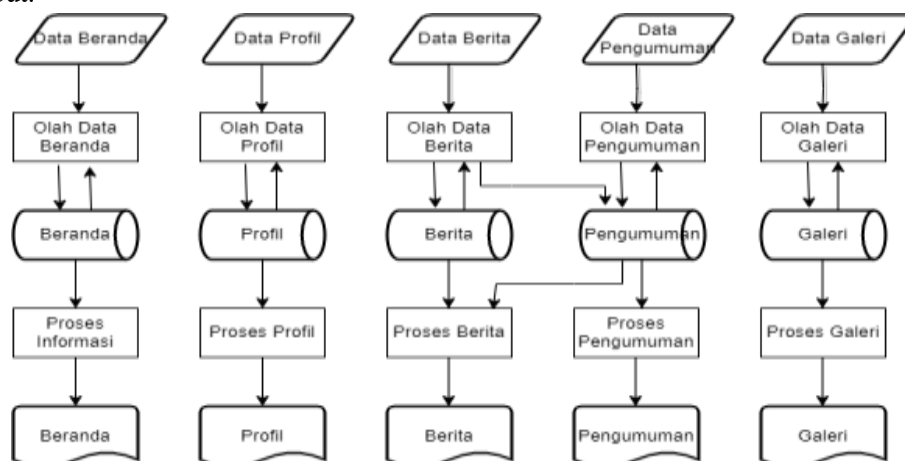 Data Beranda
Data Profil
Data Berita
Data
Pengumuman
Data Galeri
Olah Data
Beranda
Olah Data
Profil
Olah Data
Berita
Olah Data
Pengumuman
Olah Data
Galeri
Beranda
Profil
Berita
Pengumuman
Galeri
Proses
Informasi
Proses Profil
Proses Berita
Proses
Pengumuman
Proses Galeri
Beranda
Profil
Berita
Pengumuman
Galeri